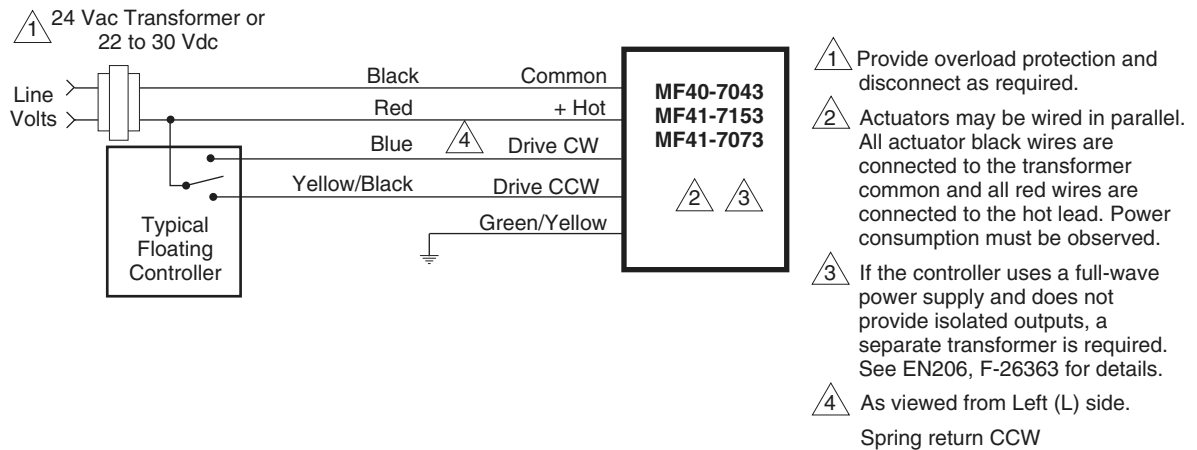 1
24 Vac Transformer or
22 to 30 Vdc
Line
Volts
Black
Common
Red
+ Hot
Blue
4
Drive CW
Yellow/Black
Drive CCW
Green/Yellow
Typical
Floating
Controller
MF40-7043
MF41-7153
MF41-7073
2
3
1
Provide overload protection and
disconnect as required.
2
Actuators may be wired in parallel.
All actuator black wires are
connected to the transformer
common and all red wires are
connected to the hot lead. Power
consumption must be observed.
3
If the controller uses a full-wave
power supply and does not
provide isolated outputs, a
separate transformer is required.
See EN206, F-26363 for details.
4
As viewed from Left (L) side.
Spring return CCW